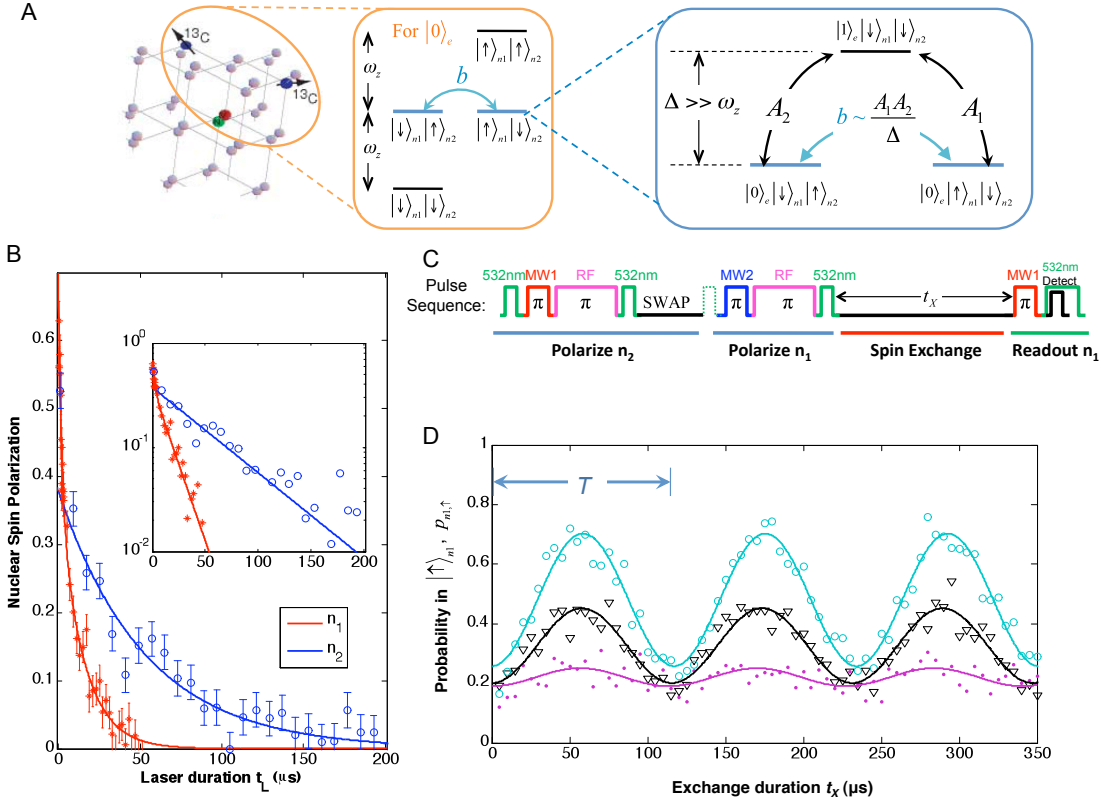 A
13C
13C
For |0⟩e
ωz
ωz
b
|↑⟩n1|↑⟩n2
|↓⟩n1|↑⟩n2
|↑⟩n1|↓⟩n2
|↓⟩n1|↓⟩n2
|1⟩e|↓⟩n1|↓⟩n2
Δ >> ωz
A2
b ~ A1A2/Δ
A1
|0⟩e|↓⟩n1|↑⟩n2
|0⟩e|↑⟩n1|↓⟩n2
B
Nuclear Spin Polarization
0.6
0.5
0.4
0.3
0.2
0.1
0
0
50
100
150
200
Laser duration tL (μs)
10^0
10^-1
10^-2
0
50
100
150
200
n1
n2
C
Pulse
Sequence:
532nm MW1 RF 532nm MW2 RF 532nm MW1 532nm
Detect
π π SWAP π π tX π
Polarize n2
Polarize n1
Spin Exchange
Readout n1
D
Probability in |↑⟩n1, pn1,↑
1
0.8
0.6
0.4
0.2
0
T
0
50
100
150
200
250
300
350
Exchange duration tX (μs)